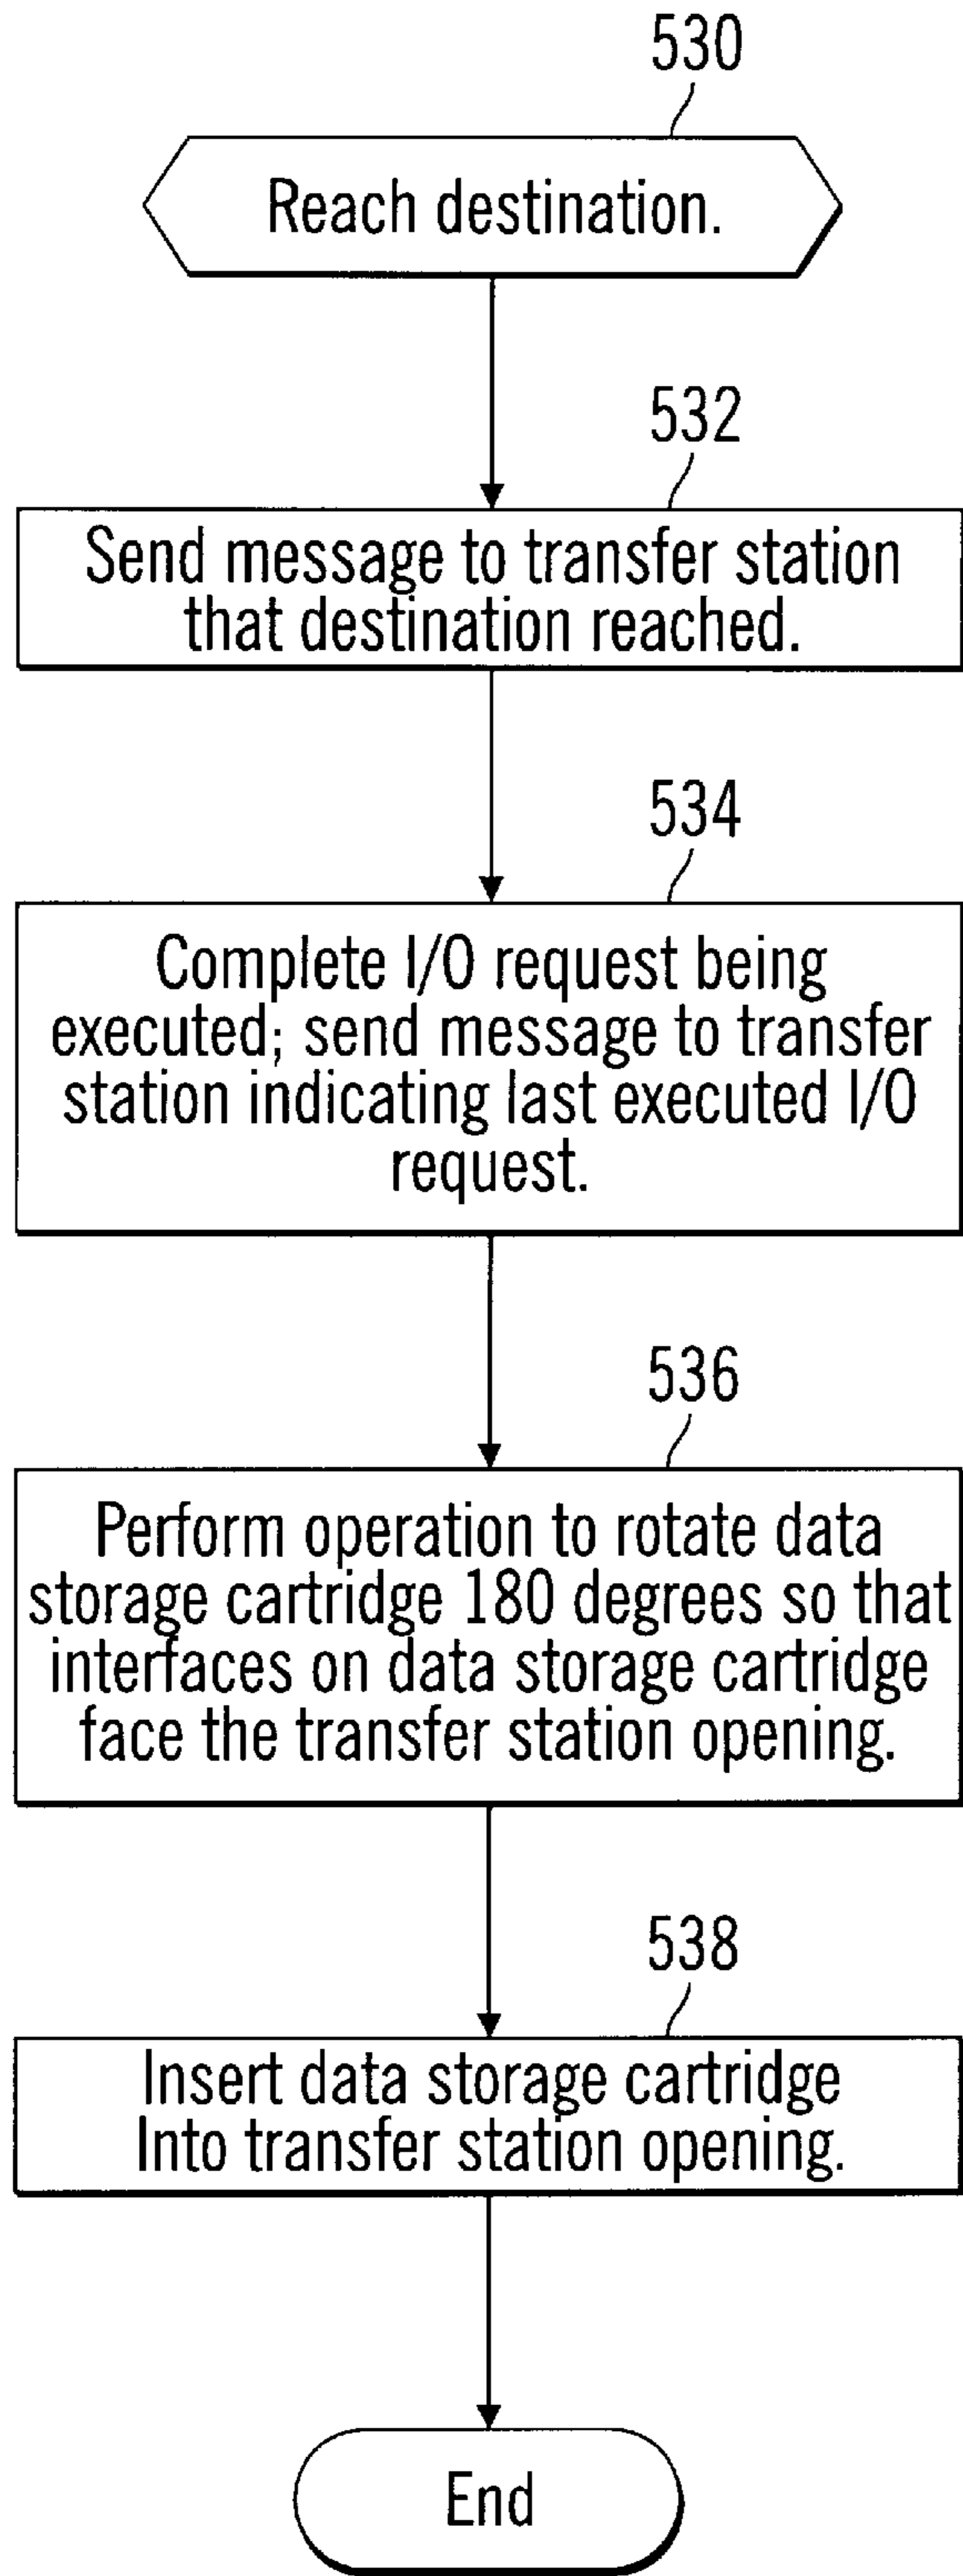 530
Reach destination.
532
Send message to transfer station
that destination reached.
534
Complete I/O request being
executed; send message to transfer
station indicating last executed I/O
request.
536
Perform operation to rotate data
storage cartridge 180 degrees so that
interfaces on data storage cartridge
face the transfer station opening.
538
Insert data storage cartridge
Into transfer station opening.
End